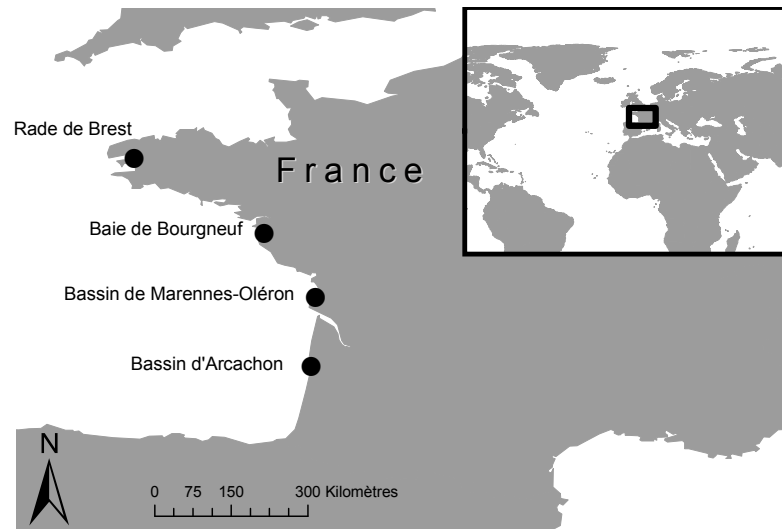 Rade de Brest
France
Baie de Bourgneuf
Bassin de Marennes-Oléron
Bassin d'Arcachon
N
0 75 150 300 Kilomètres